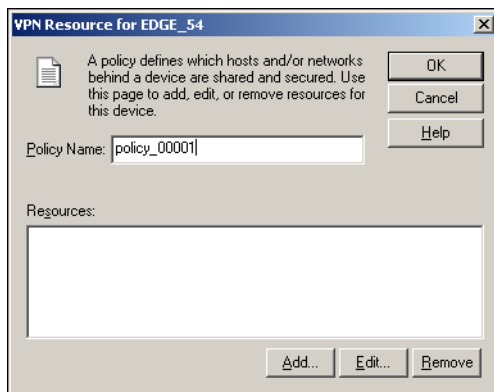 VPN Resource for EDGE_54
A policy defines which hosts and/or networks
behind a device are shared and secured. Use
this page to add, edit, or remove resources for
this device.
OK
Cancel
Help
Policy Name: policy_00001
Resources:
Add... Edit... Remove